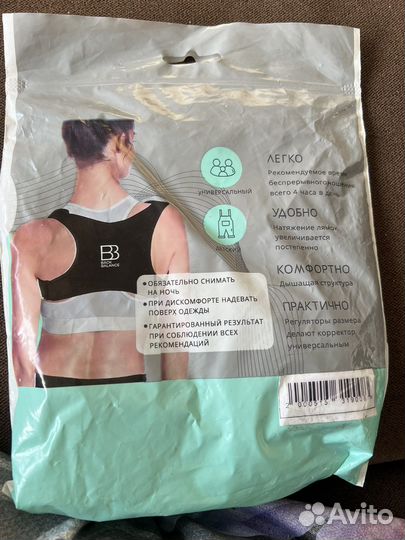 ЛЕГКО
Рекомендуемое время
беспрерывного ношения
всего 4 часа в день
УНИВЕРСАЛЬНЫЙ
УДОБНО
Натяжение лямок
увеличивается
постепенно
ДЕТСКИЙ
BB
BACK
BALANCE
КОМФОРТНО
Дышащая структура
• ОБЯЗАТЕЛЬНО СНИМАТЬ
НА НОЧЬ
• ПРИ ДИСКОМФОРТЕ НАДЕВАТЬ
ПОВЕРХ ОДЕЖДЫ
• ГАРАНТИРОВАННЫЙ РЕЗУЛЬТАТ
ПРИ СОБЛЮДЕНИИ ВСЕХ
РЕКОМЕНДАЦИЙ
ПРАКТИЧНО
Регуляторы размера
делают корректор
универсальным
Avito